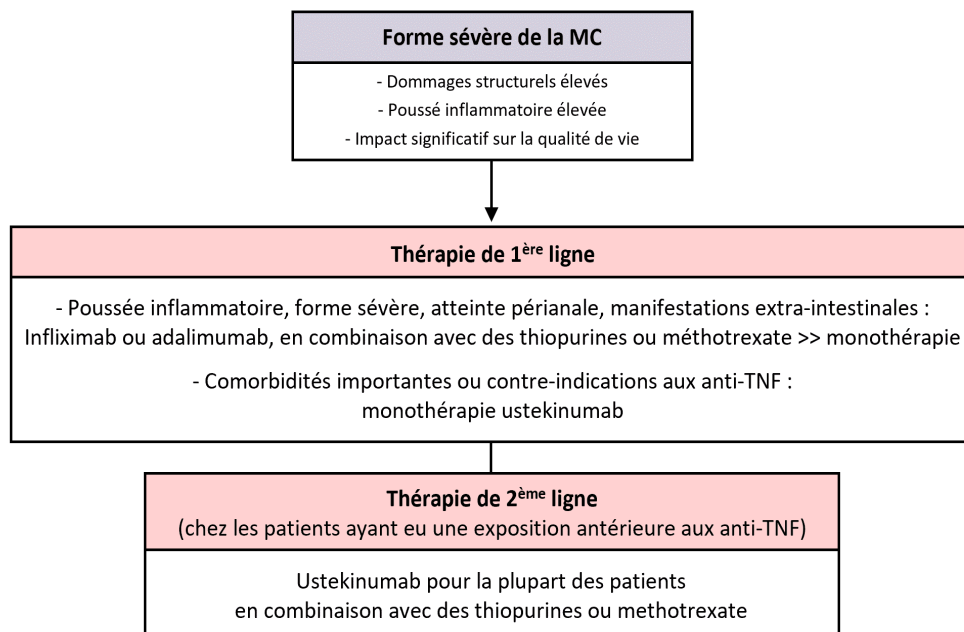 Forme sévère de la MC
- Dommages structurels élevés
- Poussé inflammatoire élevée
- Impact significatif sur la qualité de vie
Thérapie de 1ère ligne
- Poussée inflammatoire, forme sévère, atteinte périanale, manifestations extra-intestinales :
Infliximab ou adalimumab, en combinaison avec des thiopurines ou méthotrexate >> monothérapie
- Comorbidités importantes ou contre-indications aux anti-TNF :
monothérapie ustekinumab
Thérapie de 2ème ligne
(chez les patients ayant eu une exposition antérieure aux anti-TNF)
Ustekinumab pour la plupart des patients
en combinaison avec des thiopurines ou methotrexate